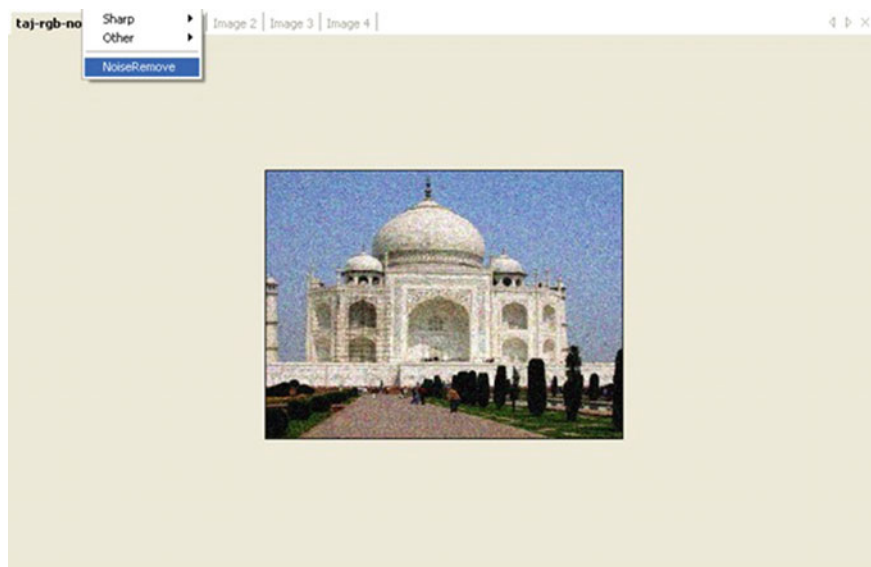 taj-rgb-no
Sharp
Other
NoiseRemove
Image 2
Image 3
Image 4